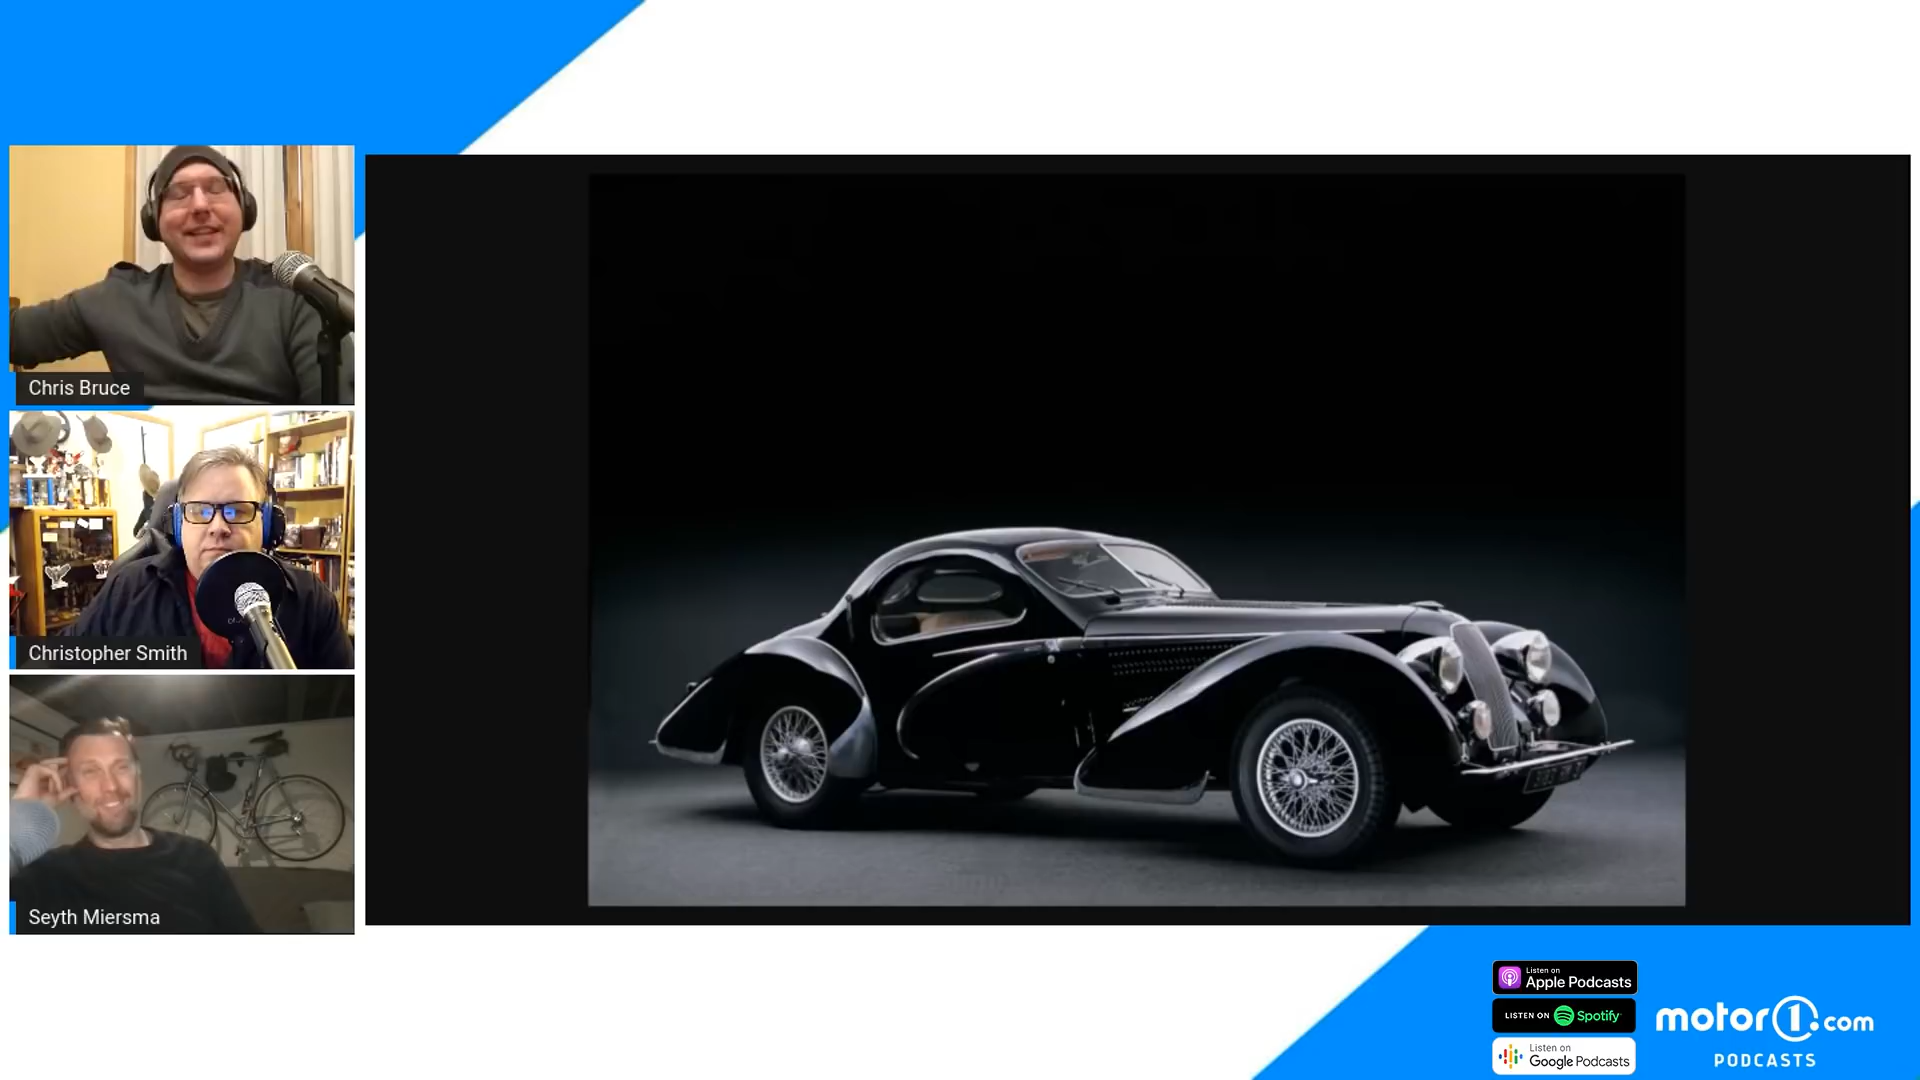 Chris Bruce
Christopher Smith
Seyth Miersma
Listen on
Apple Podcasts
LISTEN ON Spotify
Listen on
Google Podcasts
motor1.com
PODCASTS